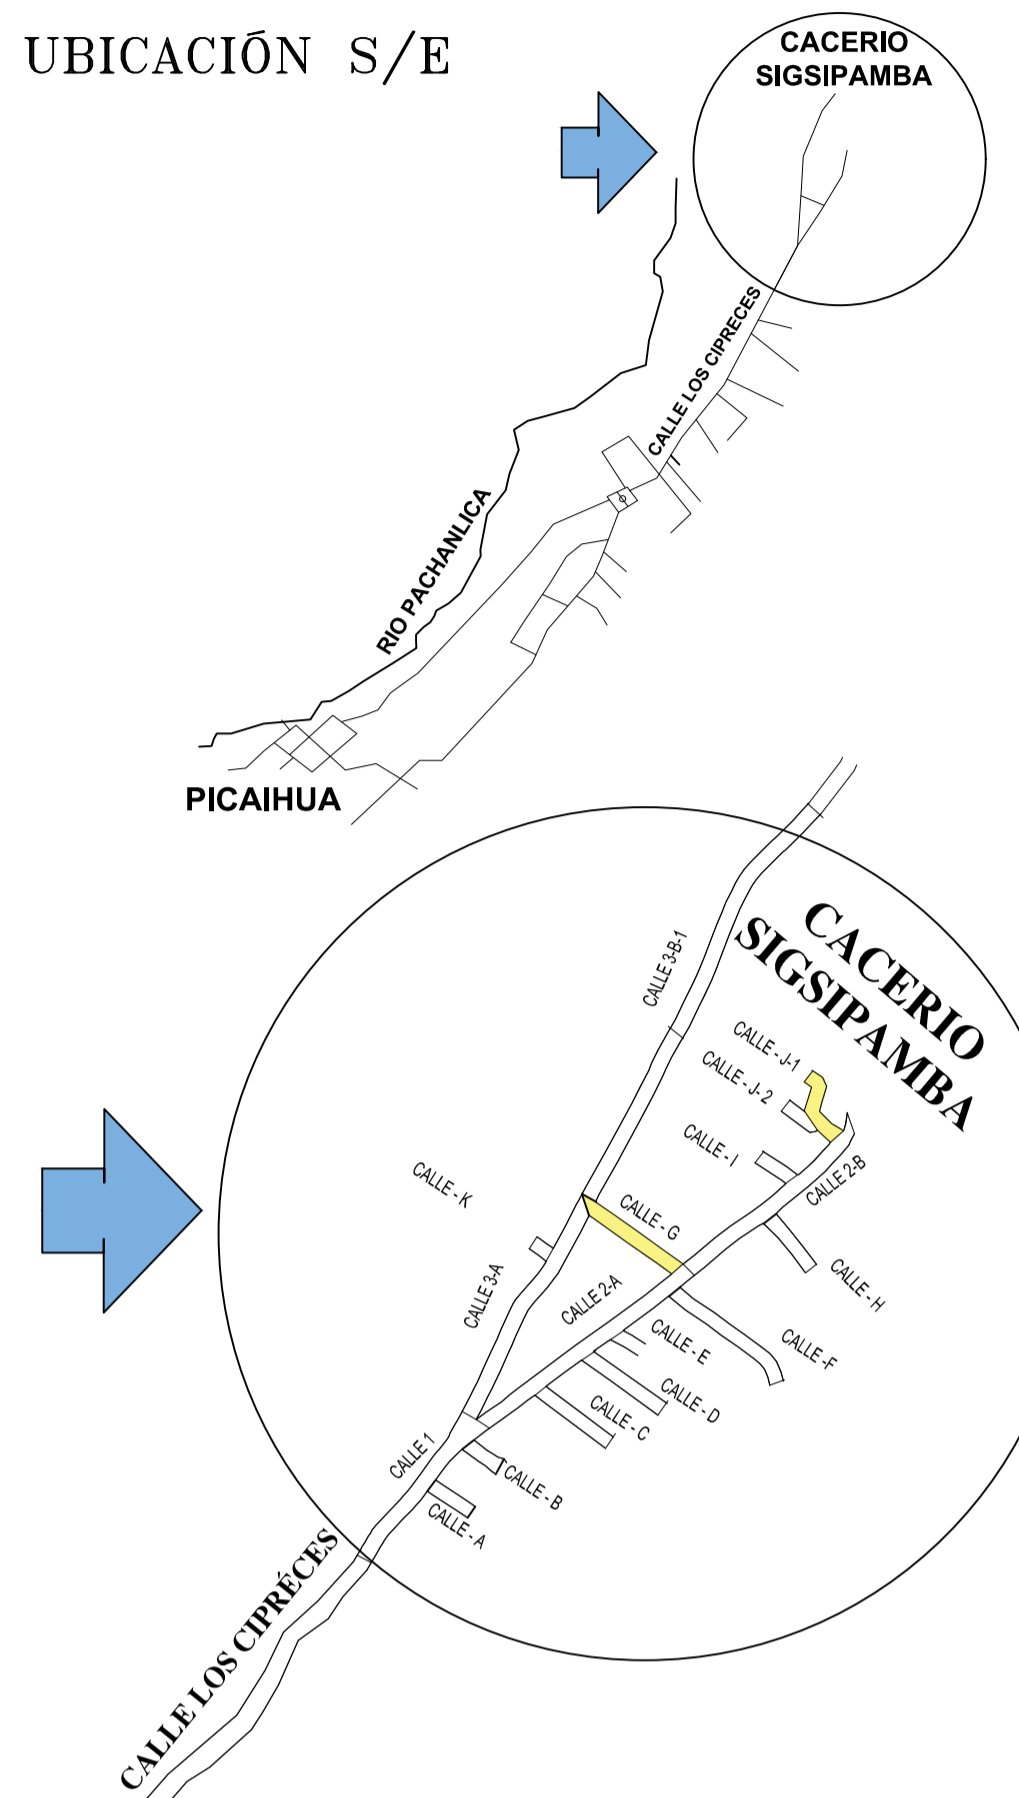 UBICACIÓN S/E
CACERIO
SIGSIPAMBA
CALLE LOS CIPRECES
RIO PACHANLICA
PICAIHUA
CACERIO
SIGSIPAMBA
CALLE 3-B-1
CALLE - J-1
CALLE - J- 2
CALLE - I
CALLE 2-B
CALLE - K
CALLE - G
CALLE - H
CALLE 3-A
CALLE 2-A
CALLE - E
CALLE -F
CALLE - D
CALLE - C
CALLE 1
CALLE - B
CALLE - A
CALLE LOS CIPRÉCES